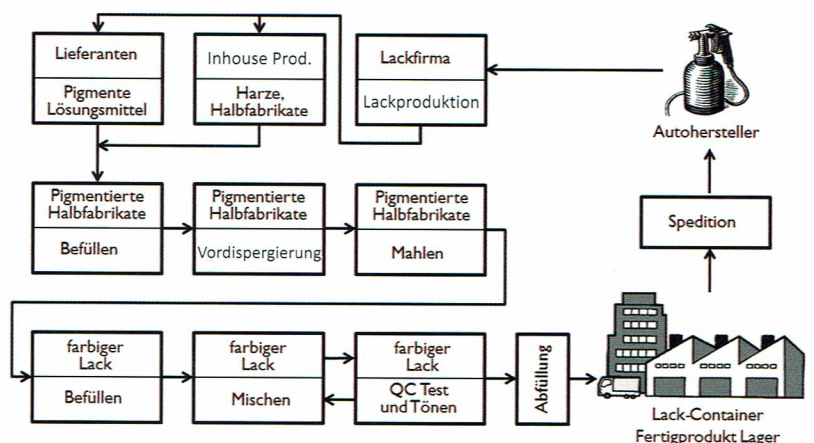 Lieferanten
Pigmente
Lösungsmittel
Inhouse Prod.
Harze,
Halbfabrikate
Lackfirma
Lackproduktion
Autohersteller
Pigmentierte
Halbfabrikate
Befüllen
Pigmentierte
Halbfabrikate
Vordispergierung
Pigmentierte
Halbfabrikate
Mahlen
Spedition
farbiger
Lack
Befüllen
farbiger
Lack
Mischen
farbiger
Lack
QC Test
und Tönen
Abfüllung
Lack-Container
Fertigprodukt Lager